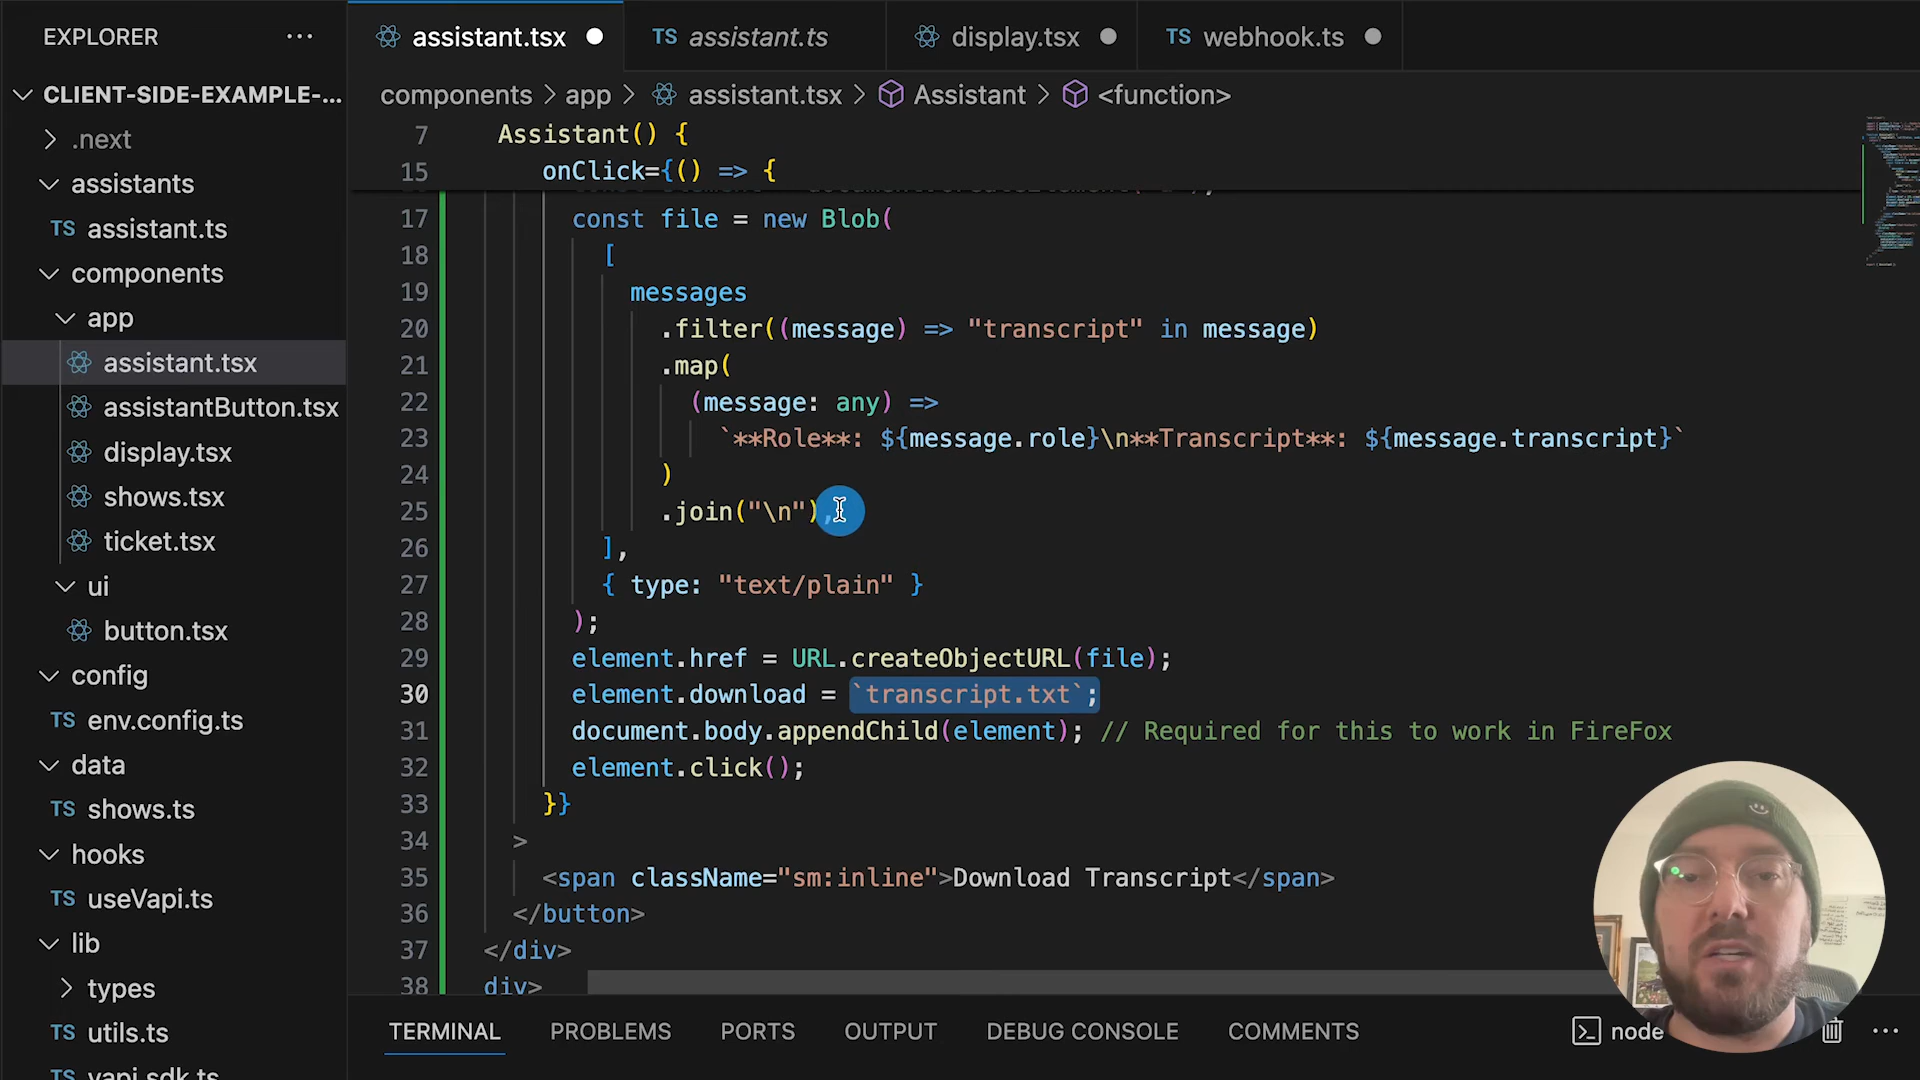 EXPLORER
CLIENT-SIDE-EXAMPLE-...
.next
assistants
TS assistant.ts
components
app
assistant.tsx
assistantButton.tsx
display.tsx
shows.tsx
ticket.tsx
ui
button.tsx
config
TS env.config.ts
data
TS shows.ts
hooks
TS useVapi.ts
lib
types
TS utils.ts
vapi.sdk.ts
assistant.tsx
TS assistant.ts
display.tsx
TS webhook.ts
components > app > assistant.tsx > Assistant > <function>
7 Assistant() {
15 onClick={() => {
17 const file = new Blob(
18 [
19 messages
20 .filter((message) => "transcript" in message)
21 .map(
22 (message: any) =>
23 `**Role**: ${message.role}\n**Transcript**: ${message.transcript}`
24 )
25 .join("\n"),
26 ],
27 { type: "text/plain" }
28 );
29 element.href = URL.createObjectURL(file);
30 element.download = `transcript.txt`;
31 document.body.appendChild(element); // Required for this to work in FireFox
32 element.click();
33 }}
34 >
35 <span className="sm:inline">Download Transcript</span>
36 </button>
37 </div>
38 div>
TERMINAL PROBLEMS PORTS OUTPUT DEBUG CONSOLE COMMENTS node